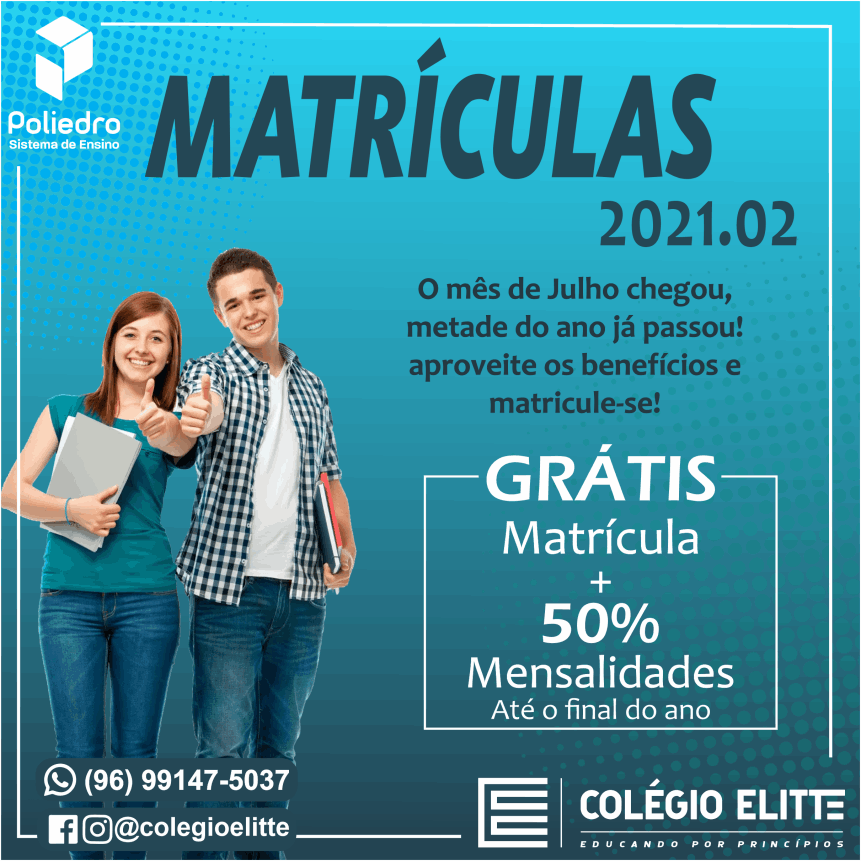 Poliedro
Sistema de Ensino
MATRÍCULAS
2021.02
O mês de Julho chegou,
metade do ano já passou!
aproveite os benefícios e
matricule-se!
GRÁTIS
Matrícula
+
50%
Mensalidades
Até o final do ano
(96) 99147-5037
@colegioelitte
COLÉGIO ELITTE
EDUCANDO POR PRINCÍPIOS